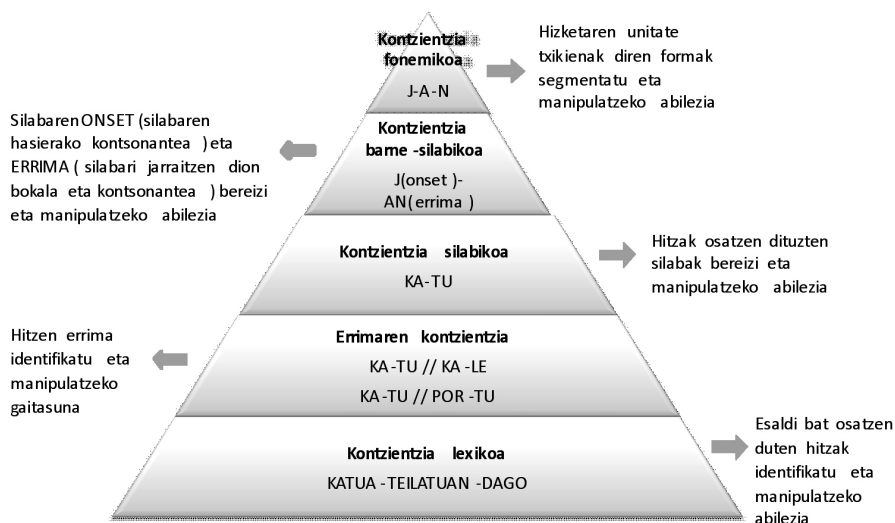 Kontzientzia
fonemikoa
J-A-N
Hizketaren unitate
txikienak diren formak
segmentatu eta
manipulatzeko abilezia
Silabaren ONSET (silabaren
hasierako kontsonantea ) eta
ERRIMA ( silabari jarraitzen dion
bokala eta kontsonantea ) bereizi
eta manipulatzeko abilezia
Kontzientzia
barne -silabikoa
J(onset )-
AN( errima )
Kontzientzia silabikoa
KA-TU
Hitzak osatzen dituzten
silabak bereizi eta
manipulatzeko abilezia
Hitzen errima
identifikatu eta
manipulatzeko
gaitasuna
Errimaren kontzientzia
KA-TU // KA -LE
KA-TU // POR -TU
Kontzientzia lexikoa
KATUA -TEILATUAN -DAGO
Esaldi bat osatzen
duten hitzak
identifikatu eta
manipulatzeko
abilezia